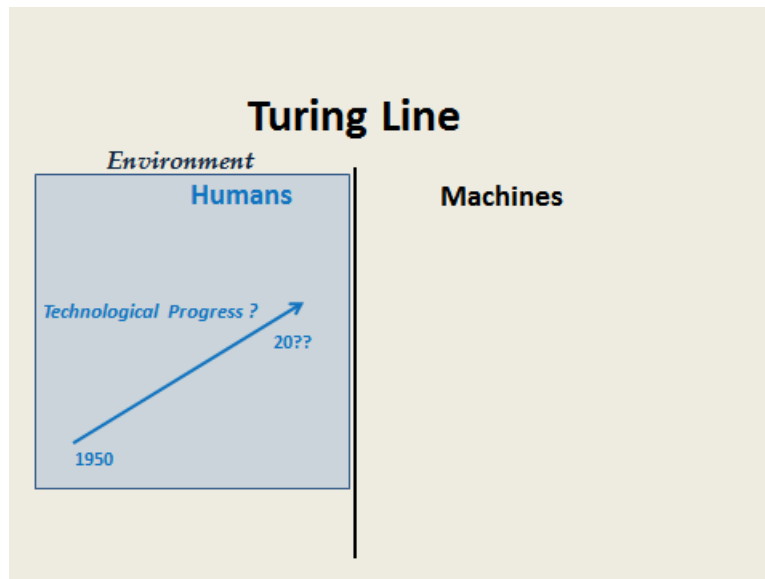 Turing Line
Environment
Humans
Machines
Technological Progress ?
20??
1950